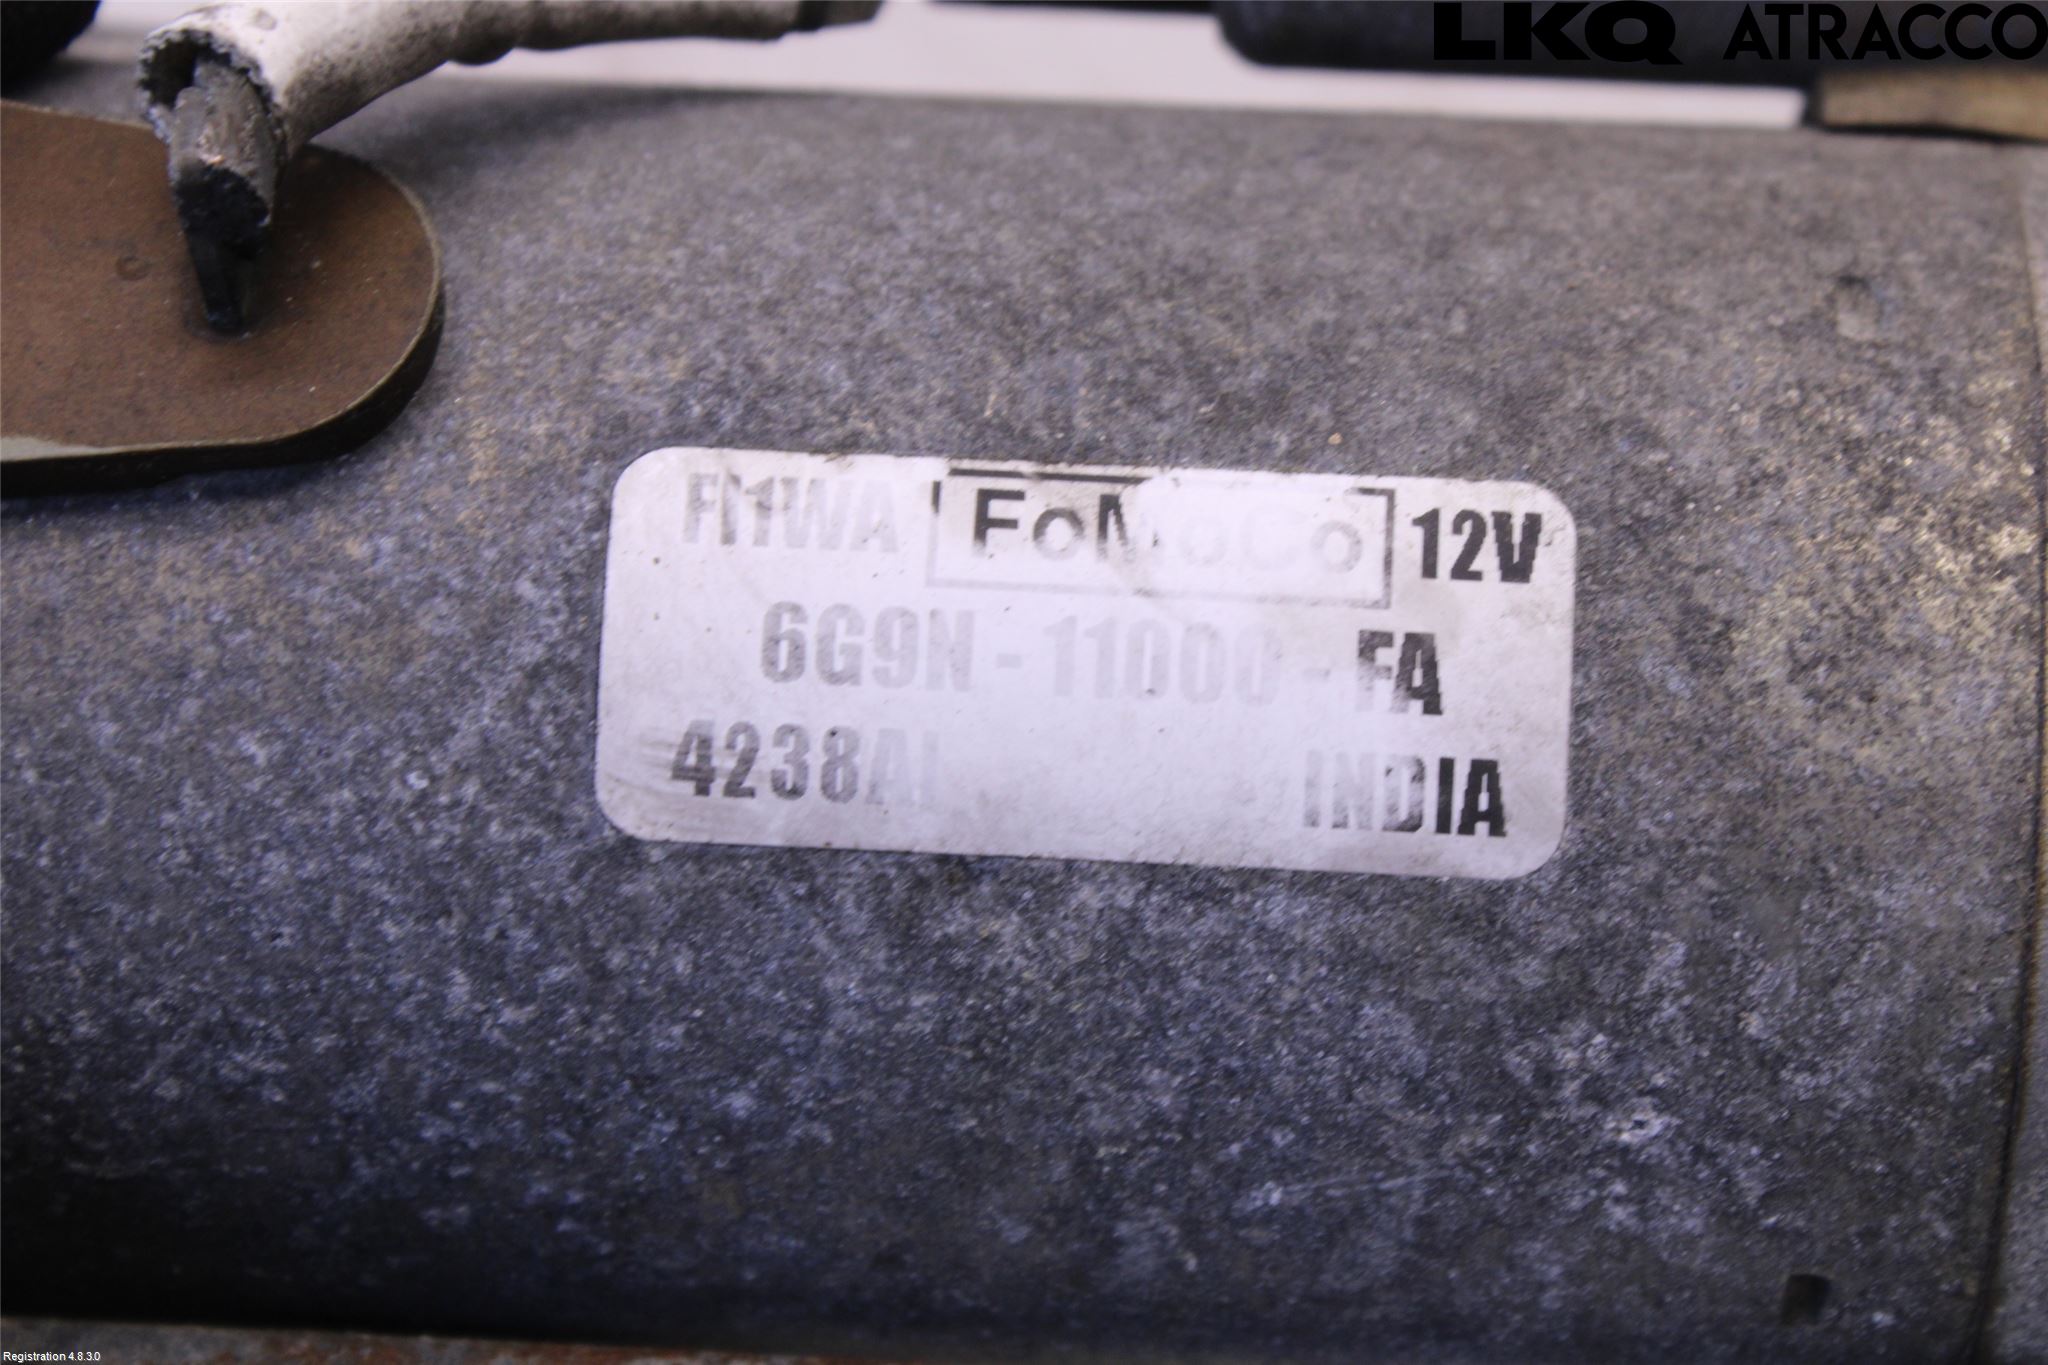 LKQ ATRACCO
FoMoCo 12V
6G9N - 11000 - FA
4238AI INDIA
Registration 4.8.3.0